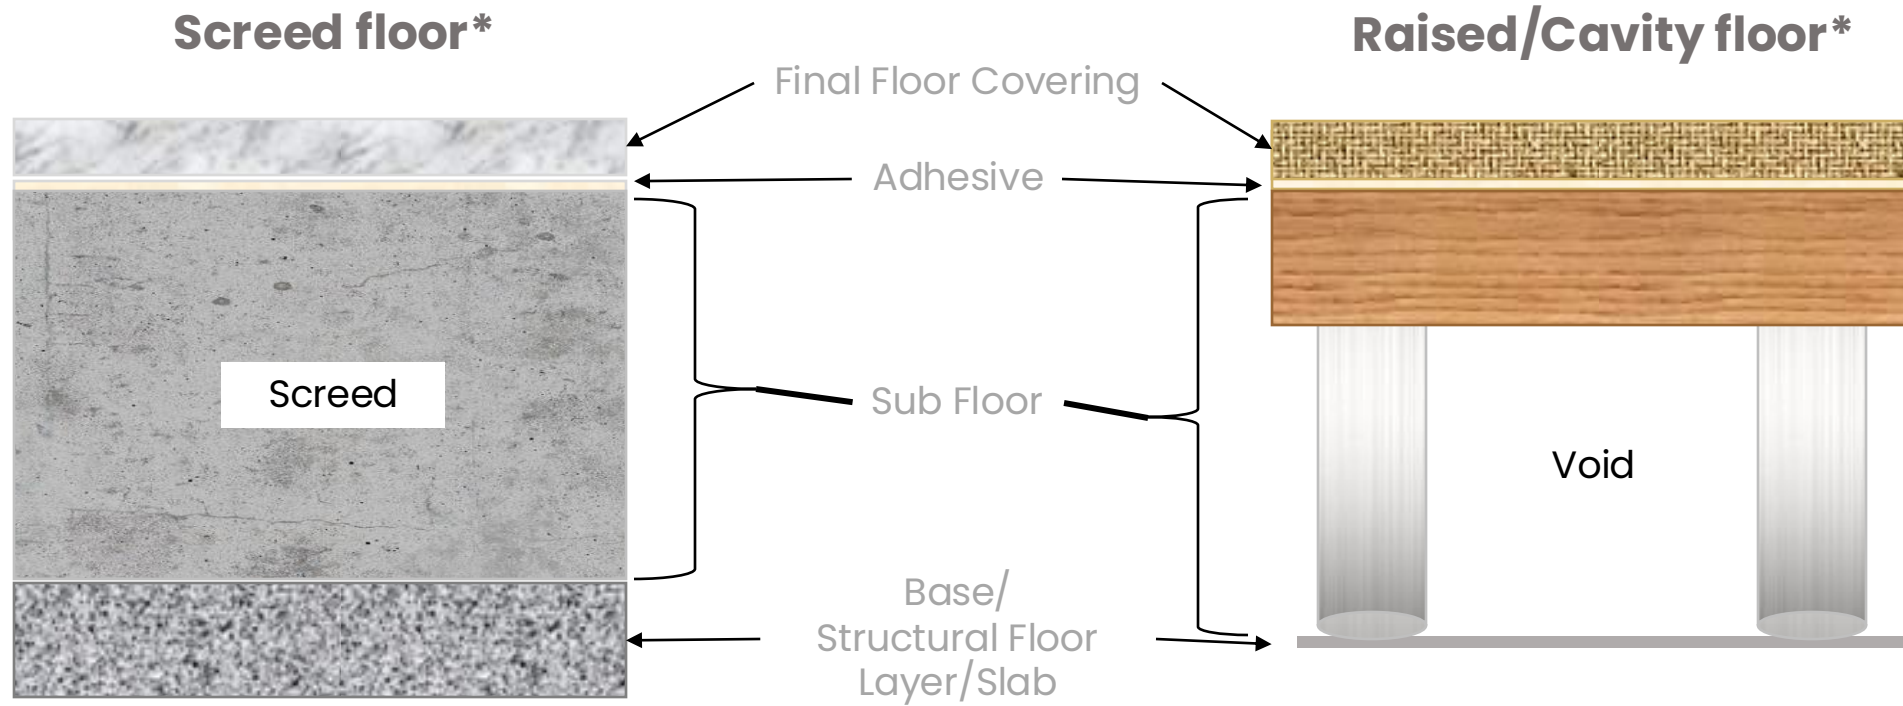 Screed floor*
Raised/Cavity floor*
Final Floor Covering
Adhesive
Screed
Sub Floor
Void
Base/
Structural Floor
Layer/Slab